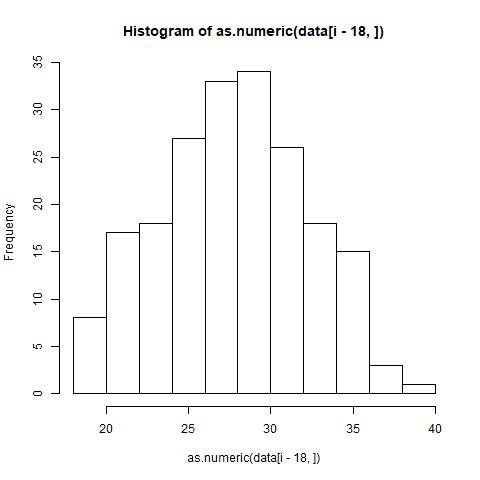 Histogram of as.numeric(data[i - 18, ])
Frequency
35
30
25
20
15
10
5
0
20 25 30 35 40
as.numeric(data[i - 18, ])